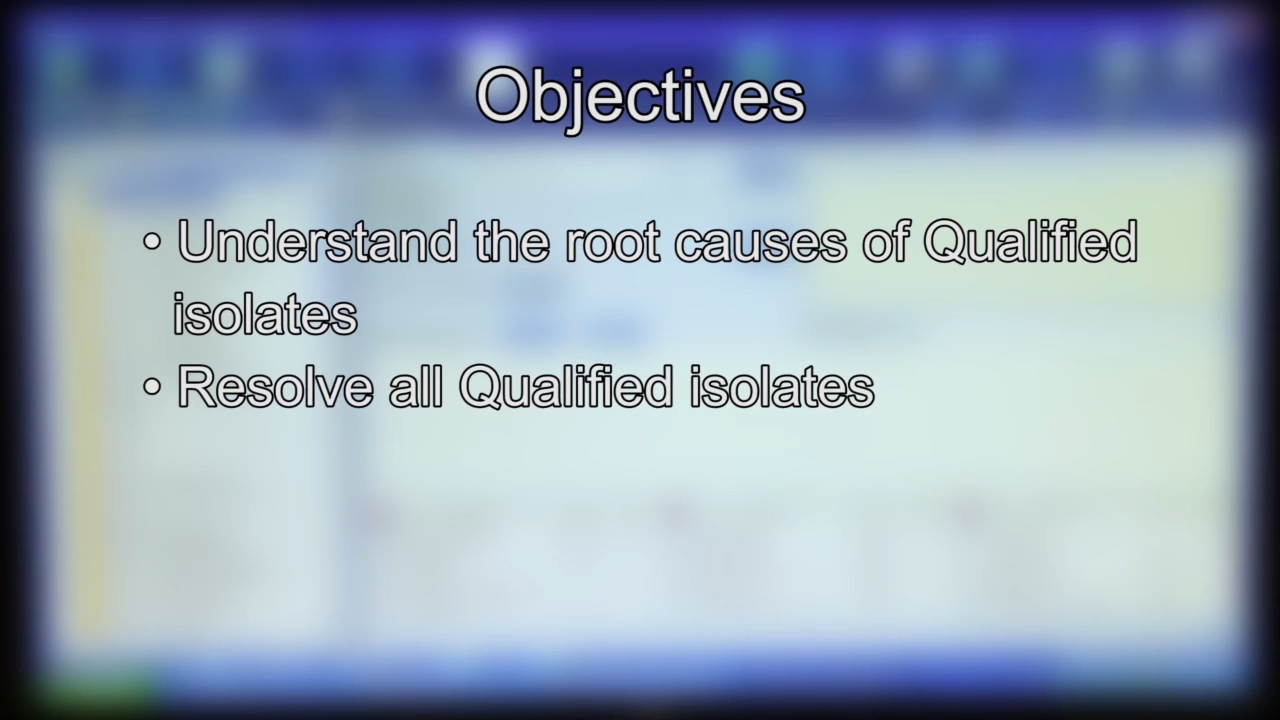 Objectives
• Understand the root causes of Qualified
isolates
• Resolve all Qualified isolates